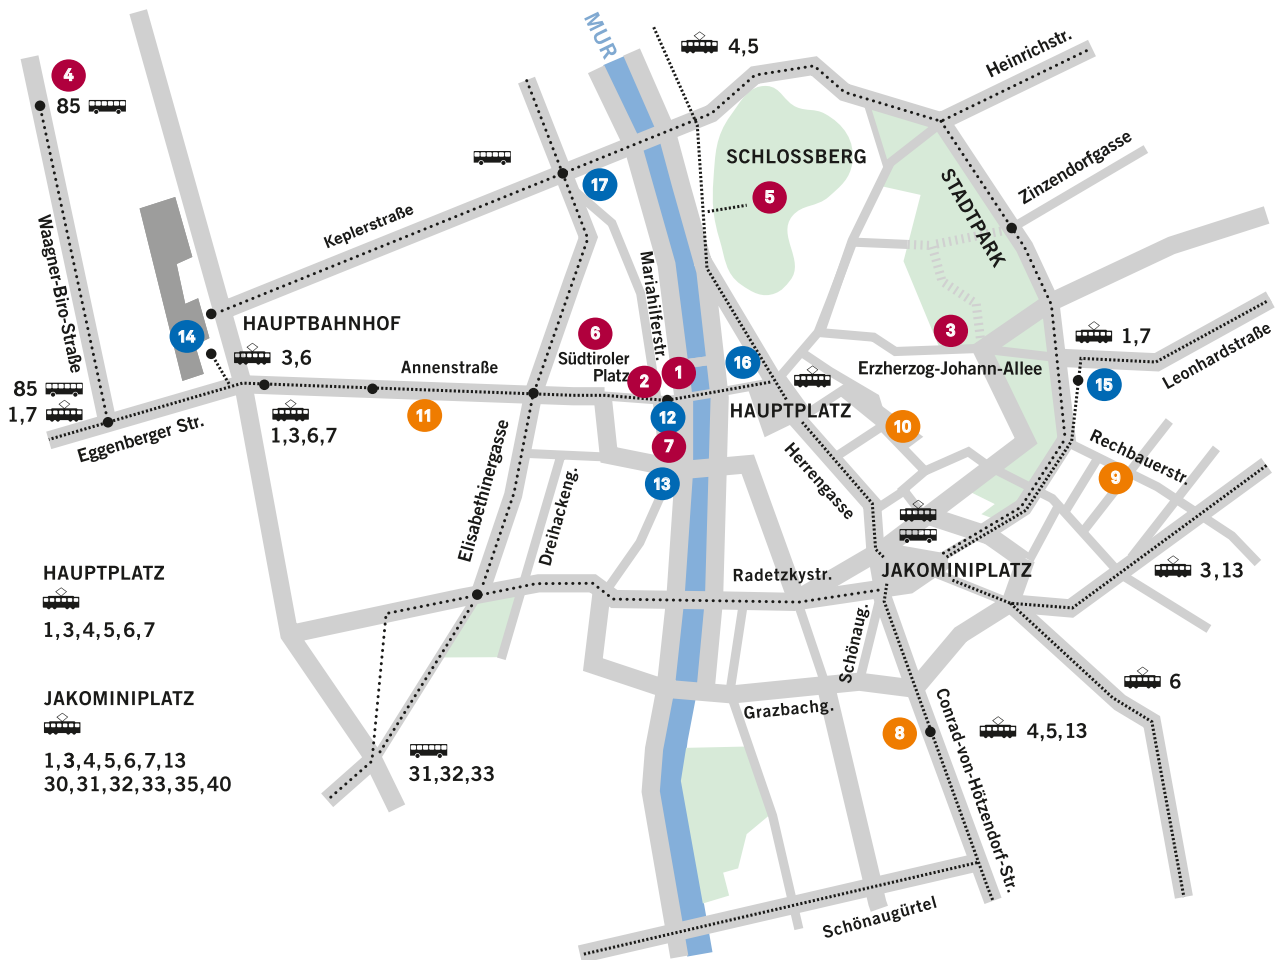 MUR
4,5
Heinrichstr.
4
85
SCHLOSSBERG
Zinzendorfgasse
17
5
STADTPARK
Keplerstraße
Waagner-Biro-Straße
Mariahilferstr.
14
HAUPTBAHNHOF
3,6
6
Südtiroler
Platz
2
1
16
3
1,7
Erzherzog-Johann-Allee
Leonhardstraße
15
Annenstraße
85
1,7
Eggenberger Str.
1,3,6,7
11
12
HAUPTPLATZ
10
7
13
Herrengasse
Rechbauerstr.
9
Elisabethinergasse
Dreihackeng.
HAUPTPLATZ
1,3,4,5,6,7
Radetzkystr.
JAKOMINIPLATZ
3,13
Schönaug.
6
JAKOMINIPLATZ
1,3,4,5,6,7,13
30,31,32,33,35,40
Grazbachg.
8
4,5,13
Conrad-von-Hötzendorf-Str.
31,32,33
Schönaugürtel